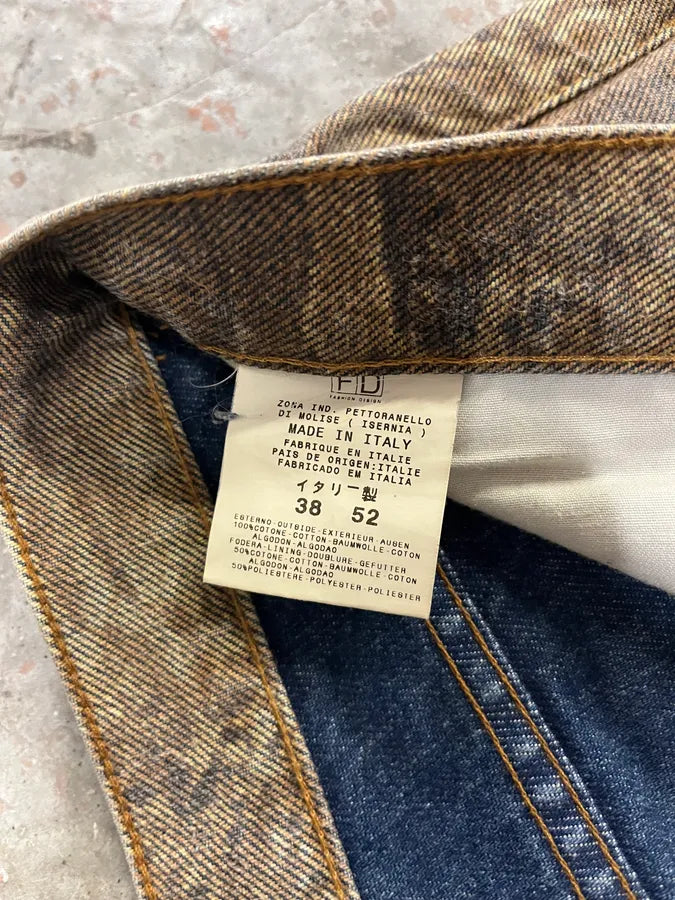 FD
FASHION DESIGN
ZONA IND. PETTORANELLO
DI MOLISE ( ISERNIA )
MADE IN ITALY
FABRIQUE EN ITALIE
PAIS DE ORIGEN:ITALIE
FABRICADO EM ITALIA
イタリー製
38 52
ESTERNO-OUTBIDE-EXTERIEUR-AUBEN
100%COTONE-COTTON-BAUMWOLLE-COTON
ALGODON-ALGODAO
FODERA-LINING-DOUBLURE-GEFUTTER
50%COTONE-COTTON-BAUMWOLLE-COTON
ALGODON-ALGODAO
50%POLIESTERE-POLYESTER-POLIESTER